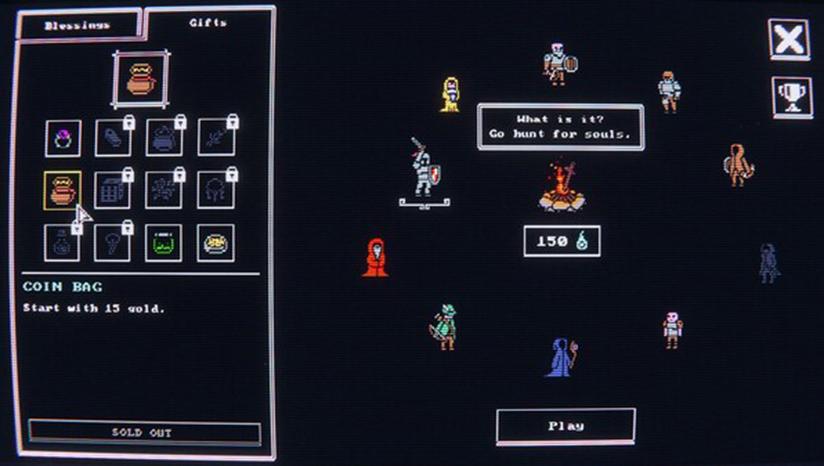 Blessings
Gifts
What is it?
Go hunt for souls.
150
COIN BAG
Start with 15 gold.
SOLD OUT
Play